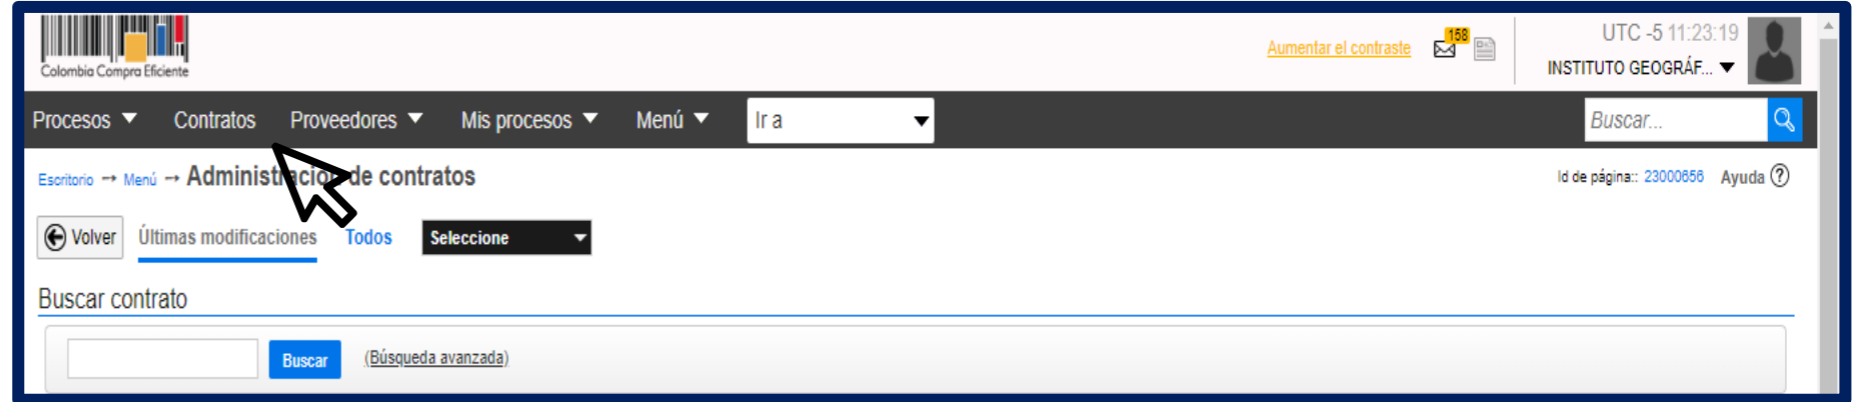 Colombia Compra Eficiente
Aumentar el contraste
158
UTC -5 11:23:19
INSTITUTO GEOGRÁF...
Procesos Contratos Proveedores Mis procesos Menú Ir a Buscar...
Escritorio → Menú → Administración de contratos
Id de página:: 23000656 Ayuda ?
Volver Últimas modificaciones Todos Seleccione
Buscar contrato
Buscar (Búsqueda avanzada)